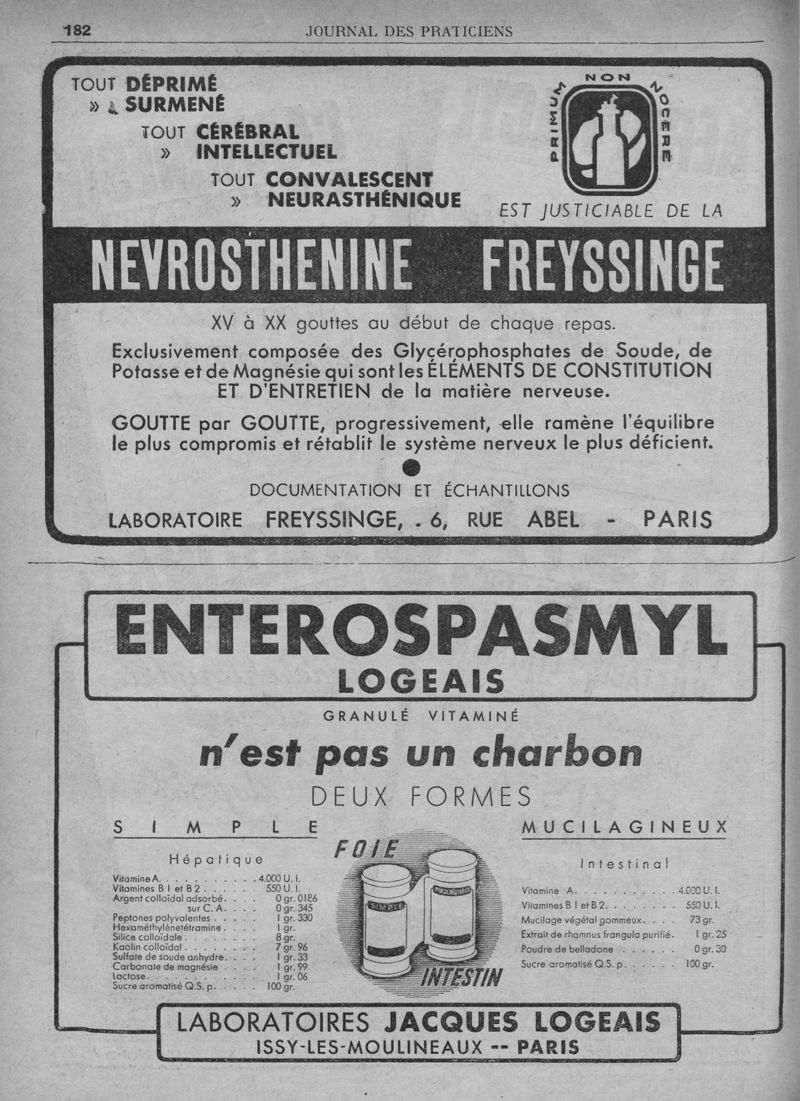 182
JOURNAL DES PRATICIENS
TOUT DÉPRIMÉ
» SURMENÉ
TOUT CÉRÉBRAL
» INTELLECTUEL
TOUT CONVALESCENT
» NEURASTHÉNIQUE
PRIMUM NON NOCERE
EST JUSTICIABLE DE LA
NEVROSTHENINE FREYSSINGE
XV à XX gouttes au début de chaque repas.
Exclusivement composée des Glycérophosphates de Soude, de
Potasse et de Magnésie qui sont les ÉLÉMENTS DE CONSTITUTION
ET D'ENTRETIEN de la matière nerveuse.
GOUTTE par GOUTTE, progressivement, elle ramène l'équilibre
le plus compromis et rétablit le système nerveux le plus déficient.
DOCUMENTATION ET ÉCHANTILLONS
LABORATOIRE FREYSSINGE, . 6, RUE ABEL - PARIS
ENTEROSPASMYL
LOGEAIS
GRANULÉ VITAMINÉ
n'est pas un charbon
DEUX FORMES
SIMPLE
Hépatique
Vitamine A. . . . . . . . . . . 4.000 U. I.
Vitamines B 1 et B 2 . . . . . . 550 U. I.
Argent colloïdal adsorbé. . . . 0 gr. 0186
sur C. A. . . . 0 gr. 345
Peptones polyvalentes . . . . 1 gr. 330
Hexaméthylènetétramine . . . . 1 gr.
Silice colloïdale . . . . . . . 8 gr.
Kaolin colloïdal . . . . . . . 7 gr. 96
Sulfate de soude anhydre. . . . 1 gr. 33
Carbonate de magnésie . . . . 1 gr. 99
Lactose. . . . . . . . . . . 1 gr. 06
Sucre aromatisé Q.S. p. . . . . 100 gr.
FOIE
SIMPLE
MUCILAGINEUX
INTESTIN
MUCILAGINEUX
Intestinal
Vitamine A. . . . . . . . . . . 4.000 U. I.
Vitamines B 1 et B 2. . . . . . . 550 U. I.
Mucilage végétal gommeux. . . . 73 gr.
Extrait de rhamnus frangula purifié. 1 gr. 25
Poudre de belladone . . . . . . 0 gr. 30
Sucre aromatisé Q.S. p. . . . . . 100 gr.
LABORATOIRES JACQUES LOGEAIS
ISSY-LES-MOULINEAUX -- PARIS